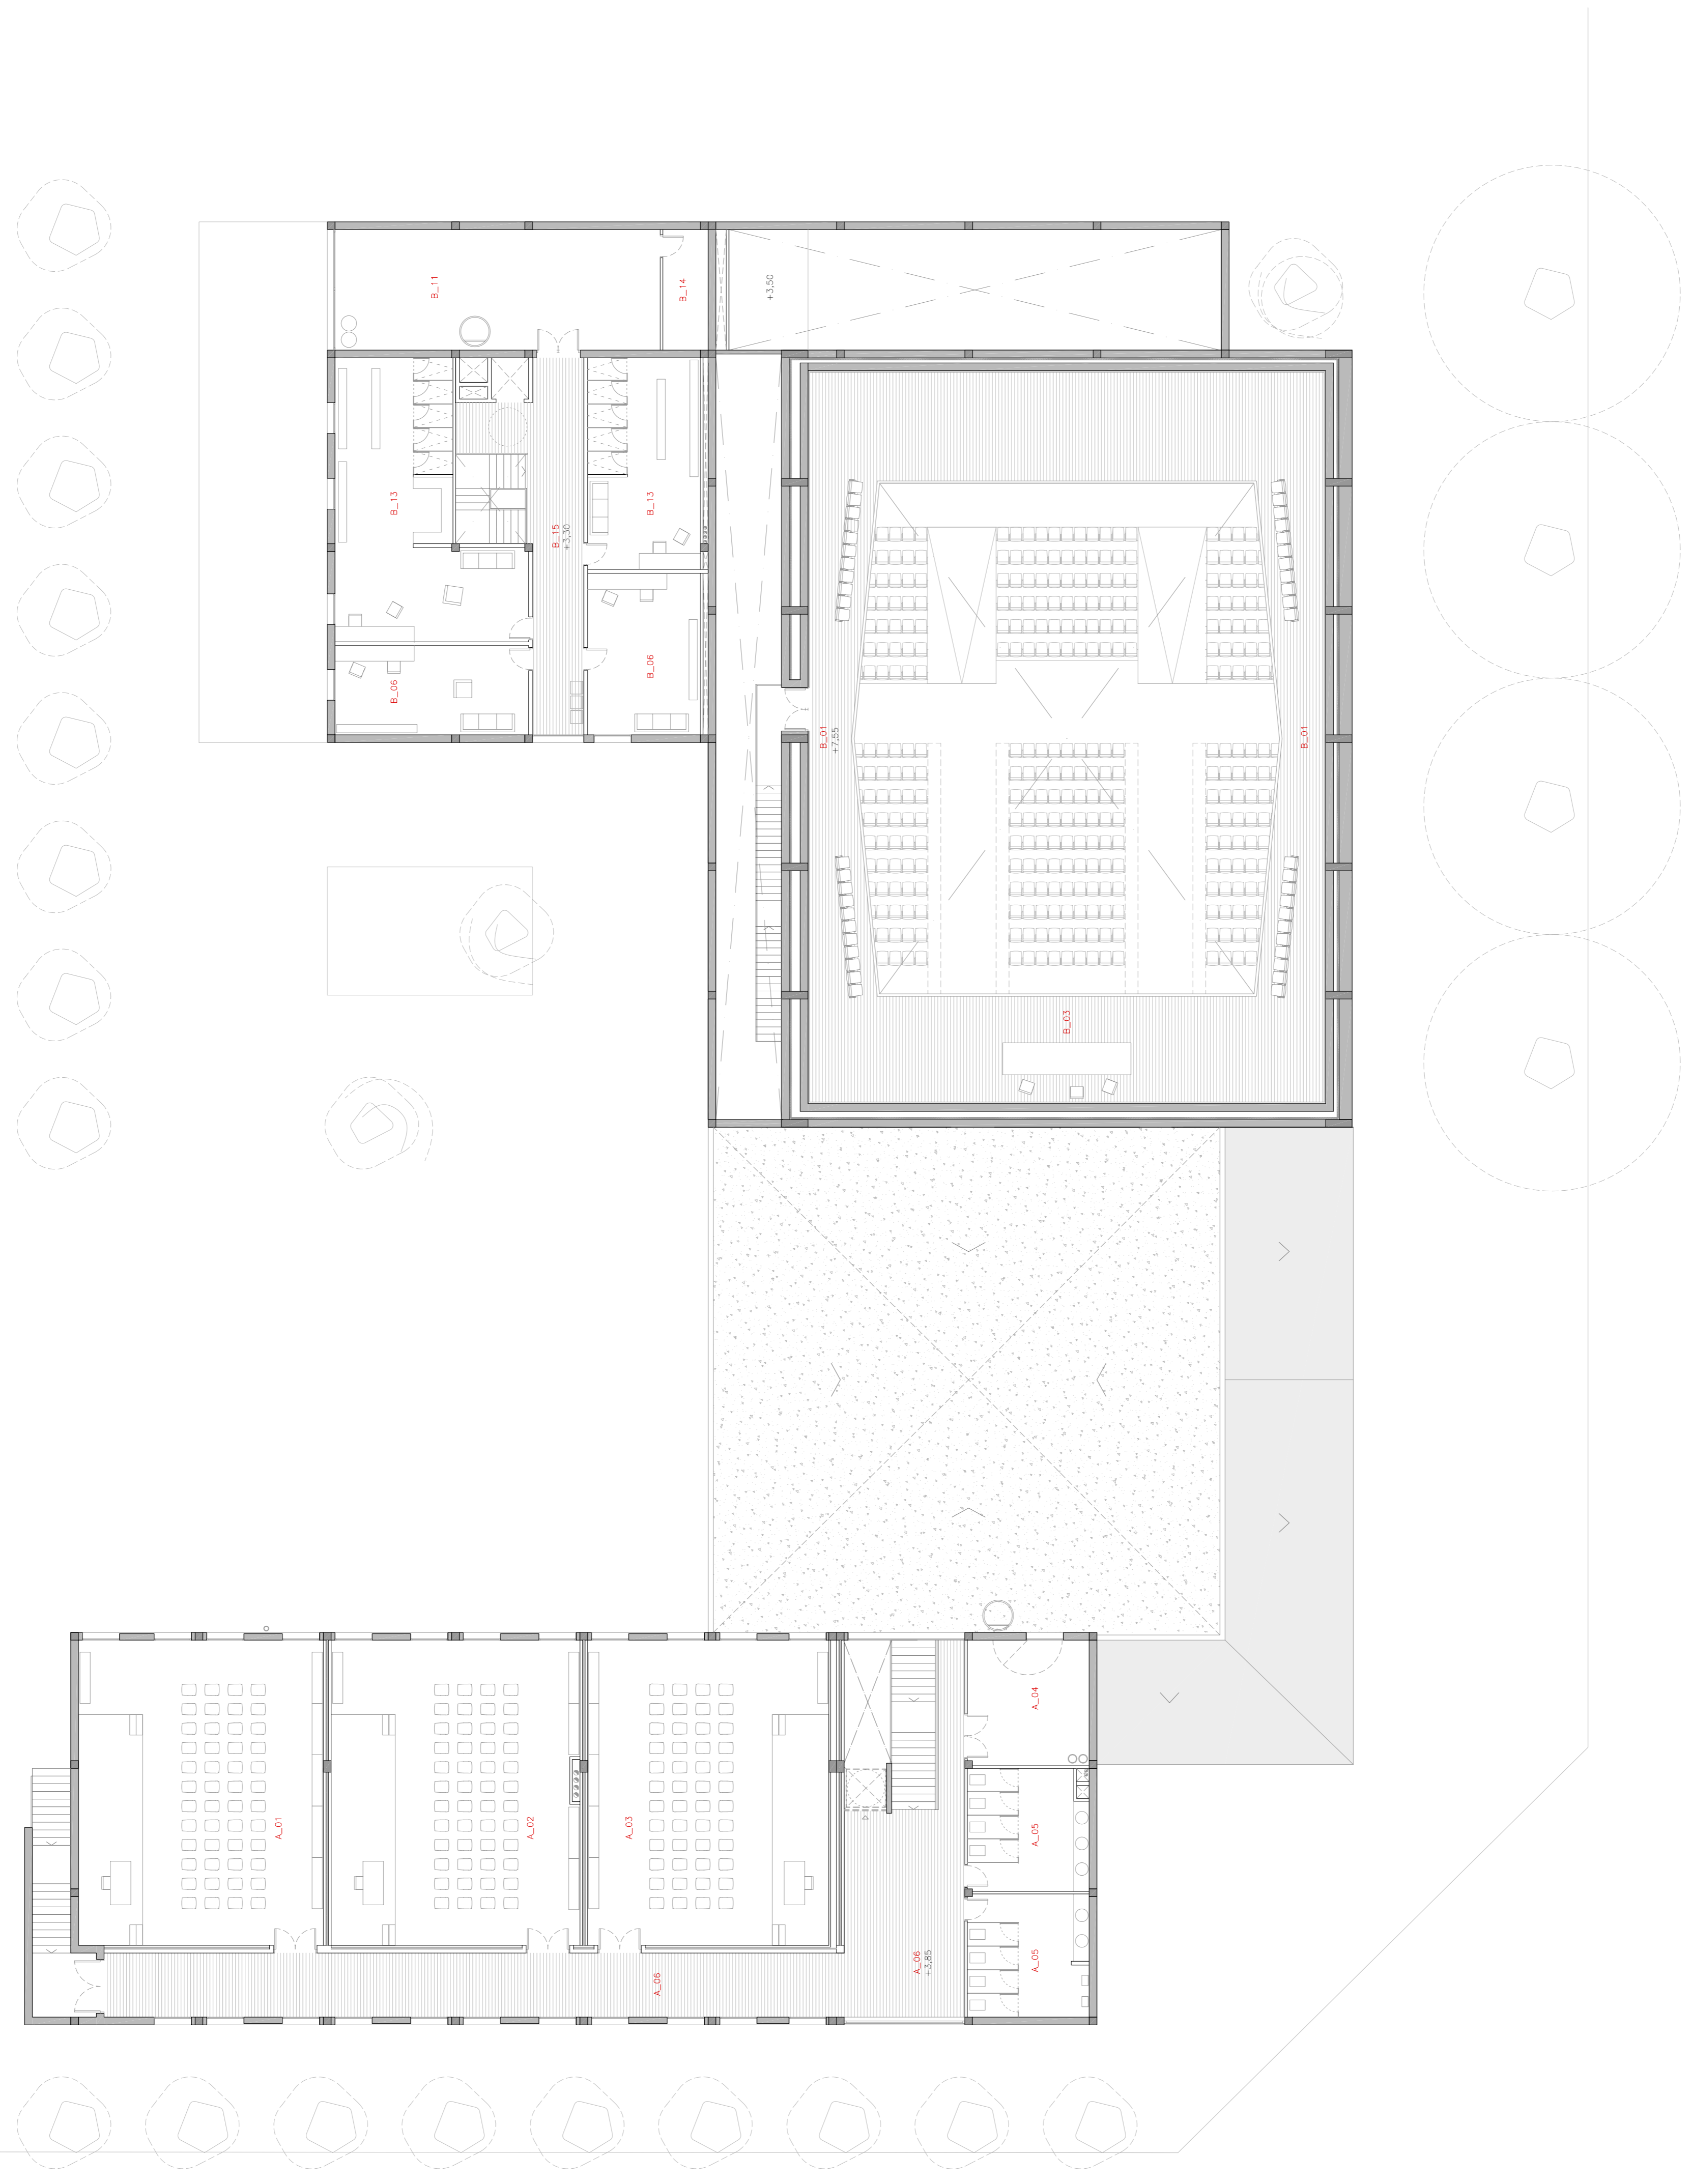 B_11
B_14
+3,50
B_13
B_15
+3,30
B_13
B_06
B_06
B_01
+7,55
B_01
B_03
A_04
A_01
A_02
A_03
A_05
A_06
+3,85
A_05
A_06